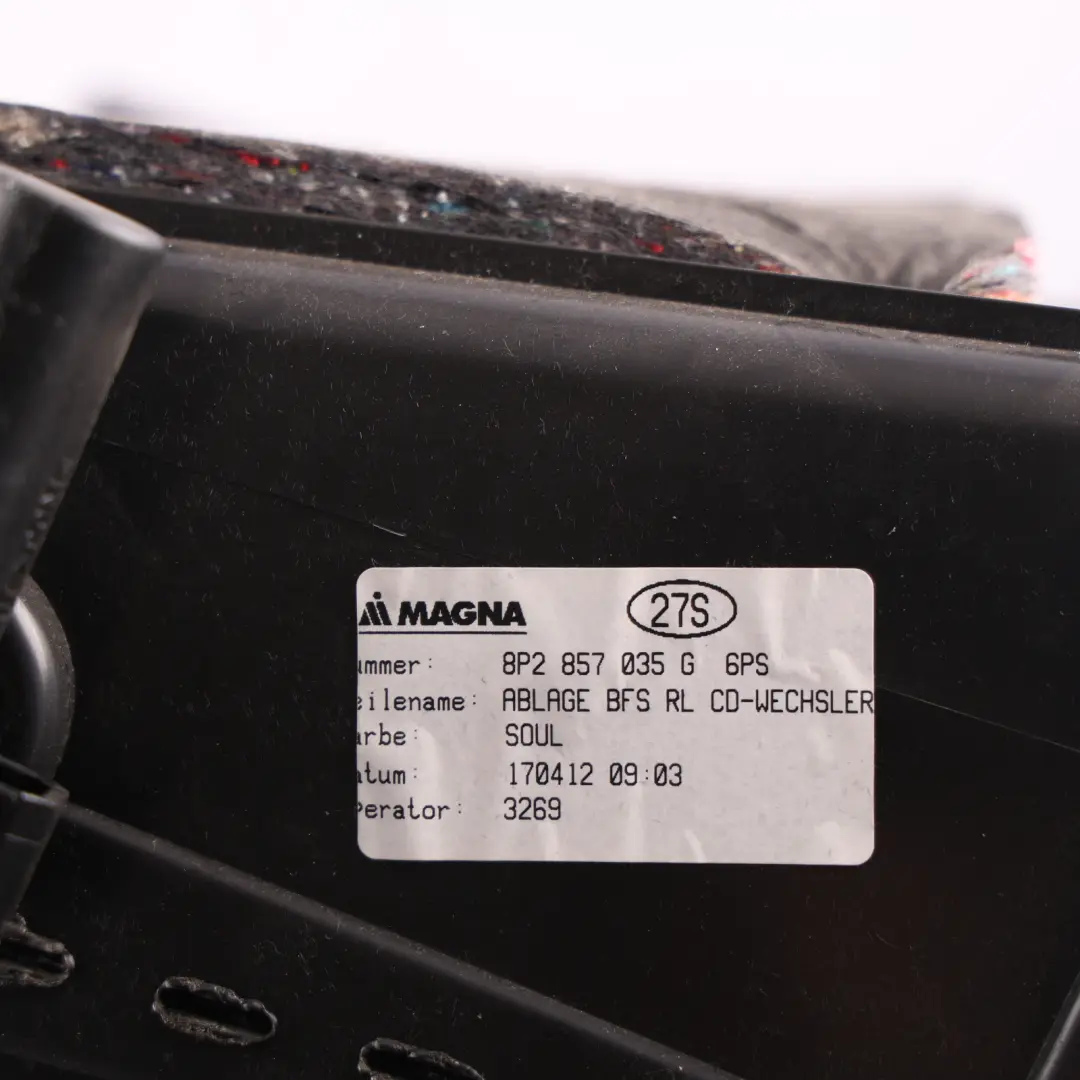 MAGNA 27S
ummer: 8P2 857 035 G 6PS
eilename: ABLAGE BFS RL CD-WECHSLER
arbe: SOUL
atum: 170412 09:03
perator: 3269